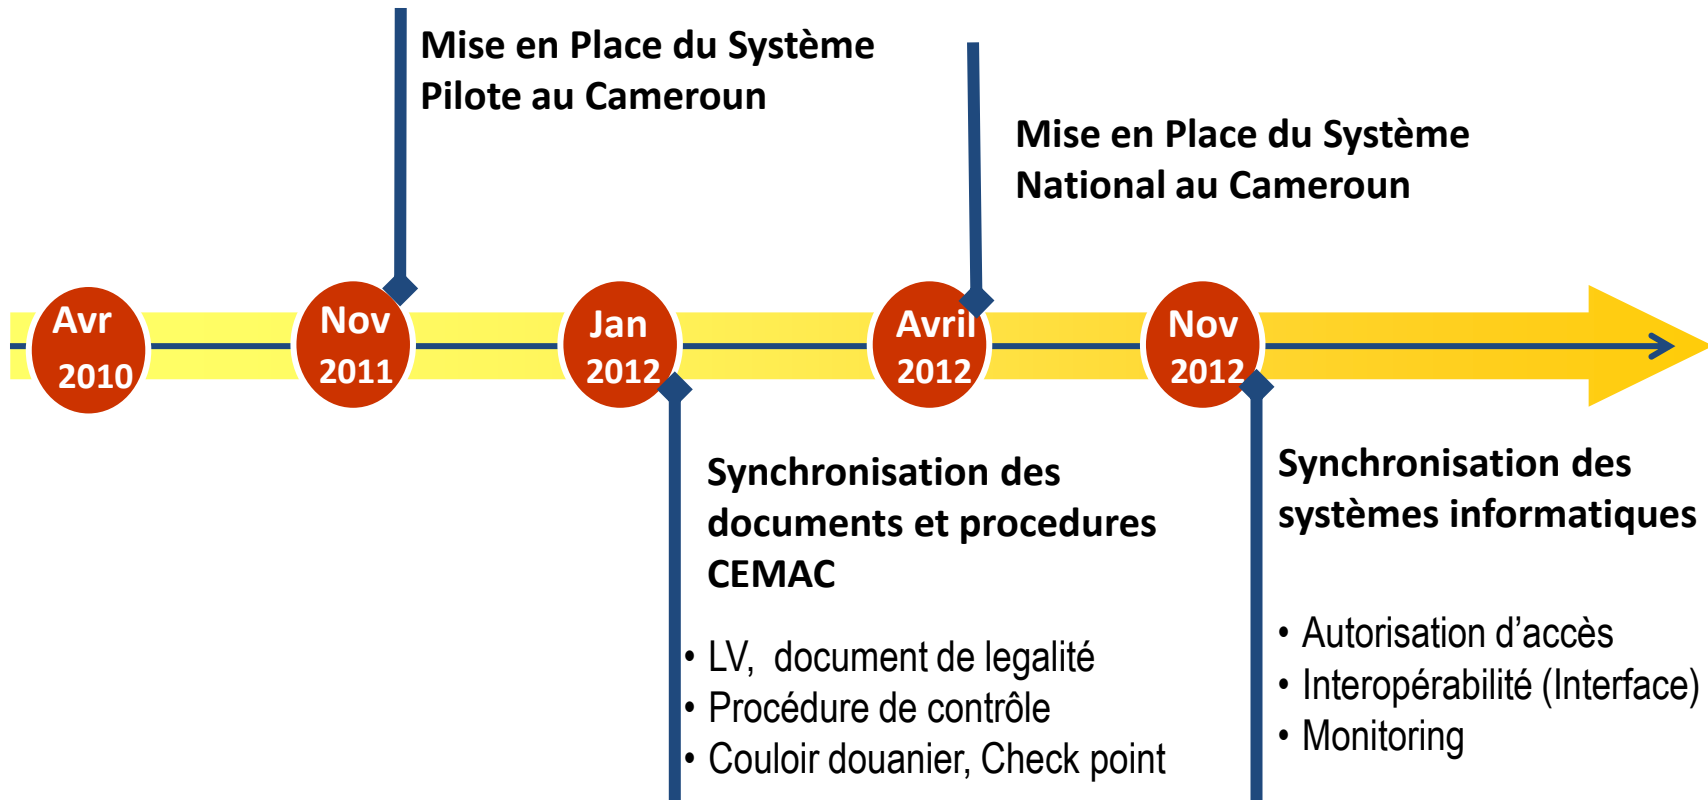 Mise en Place du Système
Pilote au Cameroun
Mise en Place du Système
National au Cameroun
Avr
2010
Nov
2011
Jan
2012
Avril
2012
Nov
2012
Synchronisation des
documents et procedures
CEMAC
• LV, document de legalité
• Procédure de contrôle
• Couloir douanier, Check point
Synchronisation des
systèmes informatiques
• Autorisation d’accès
• Interopérabilité (Interface)
• Monitoring